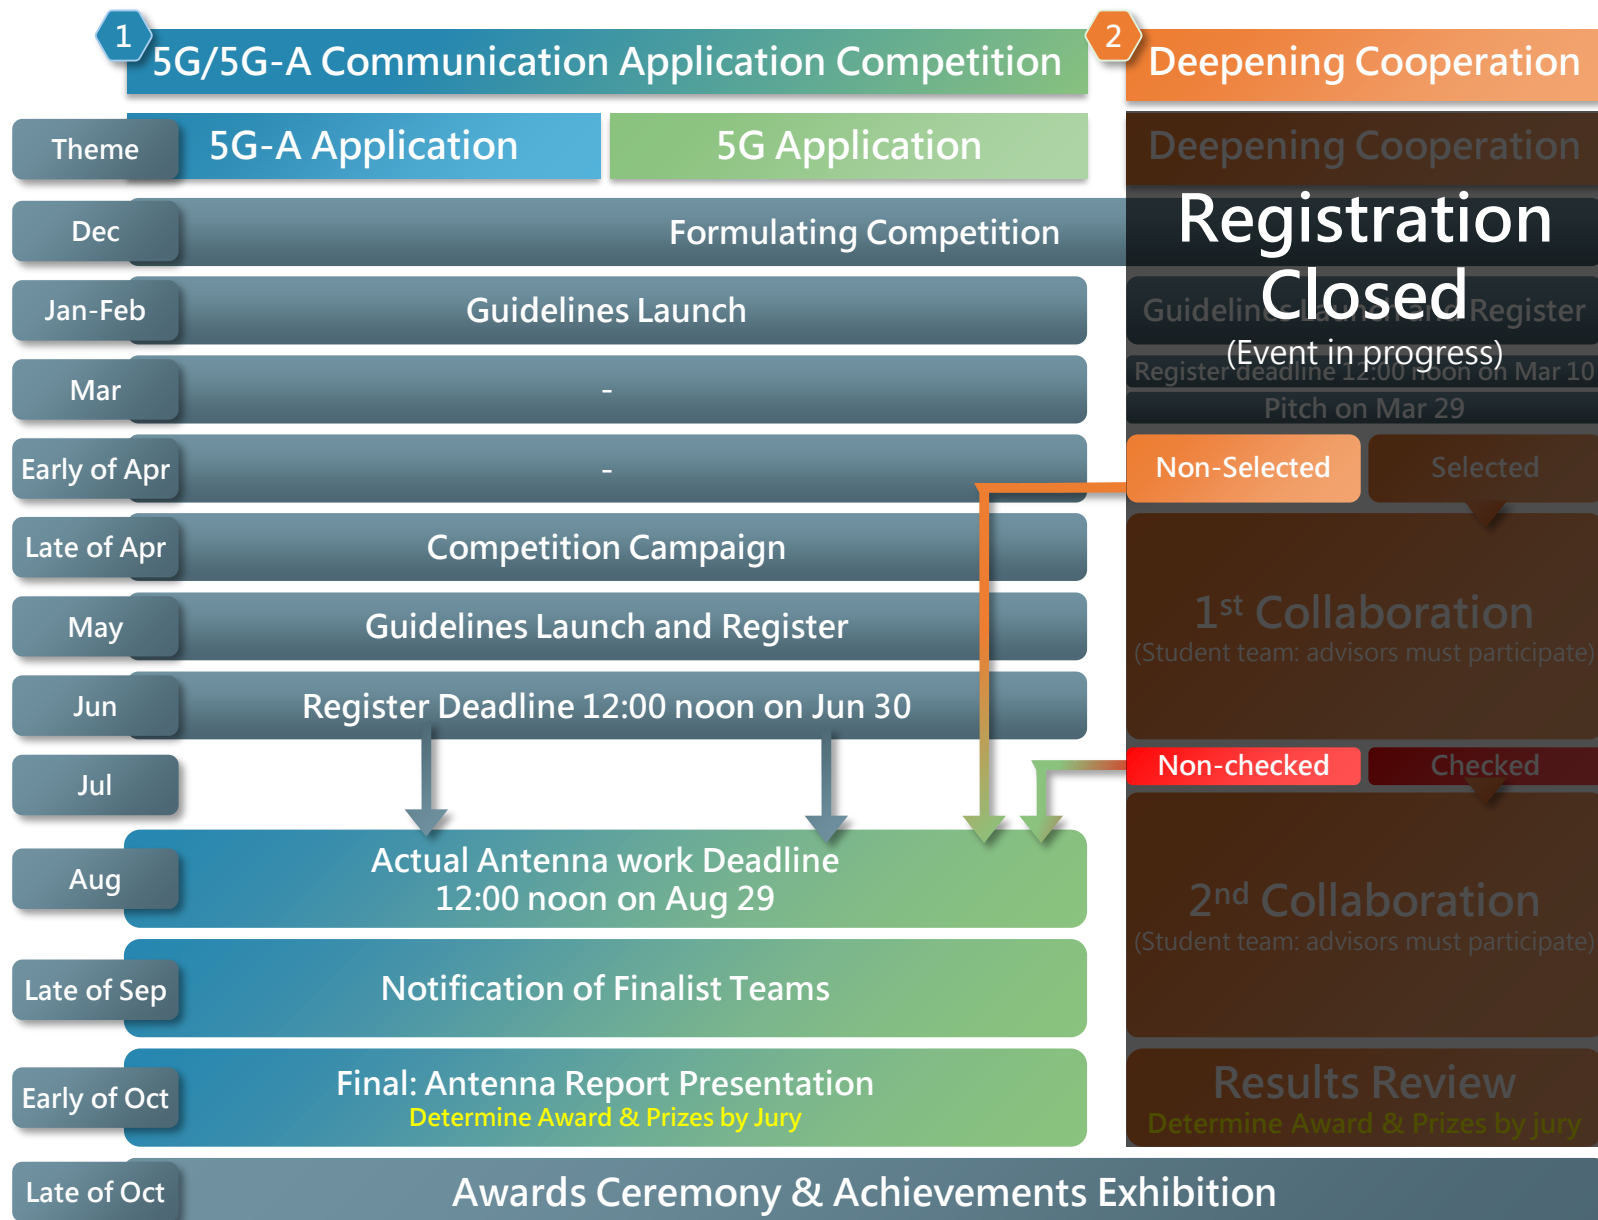 1
5G/5G-A Communication Application Competition
2
Deepening Cooperation
Theme
5G-A Application
5G Application
Deepening Cooperation
Dec
Formulating Competition
Registration
Closed
(Event in progress)
Jan-Feb
Guidelines Launch
Guidelines Launch and Register
Mar
-
Register deadline 12:00 noon on Mar 10
Pitch on Mar 29
Early of Apr
-
Non-Selected
Selected
Late of Apr
Competition Campaign
1st Collaboration
(Student team: advisors must participate)
May
Guidelines Launch and Register
Jun
Register Deadline 12:00 noon on Jun 30
Jul
Non-checked
Checked
Aug
Actual Antenna work Deadline
12:00 noon on Aug 29
2nd Collaboration
(Student team: advisors must participate)
Late of Sep
Notification of Finalist Teams
Early of Oct
Final: Antenna Report Presentation
Determine Award & Prizes by Jury
Results Review
Determine Award & Prizes by jury
Late of Oct
Awards Ceremony & Achievements Exhibition